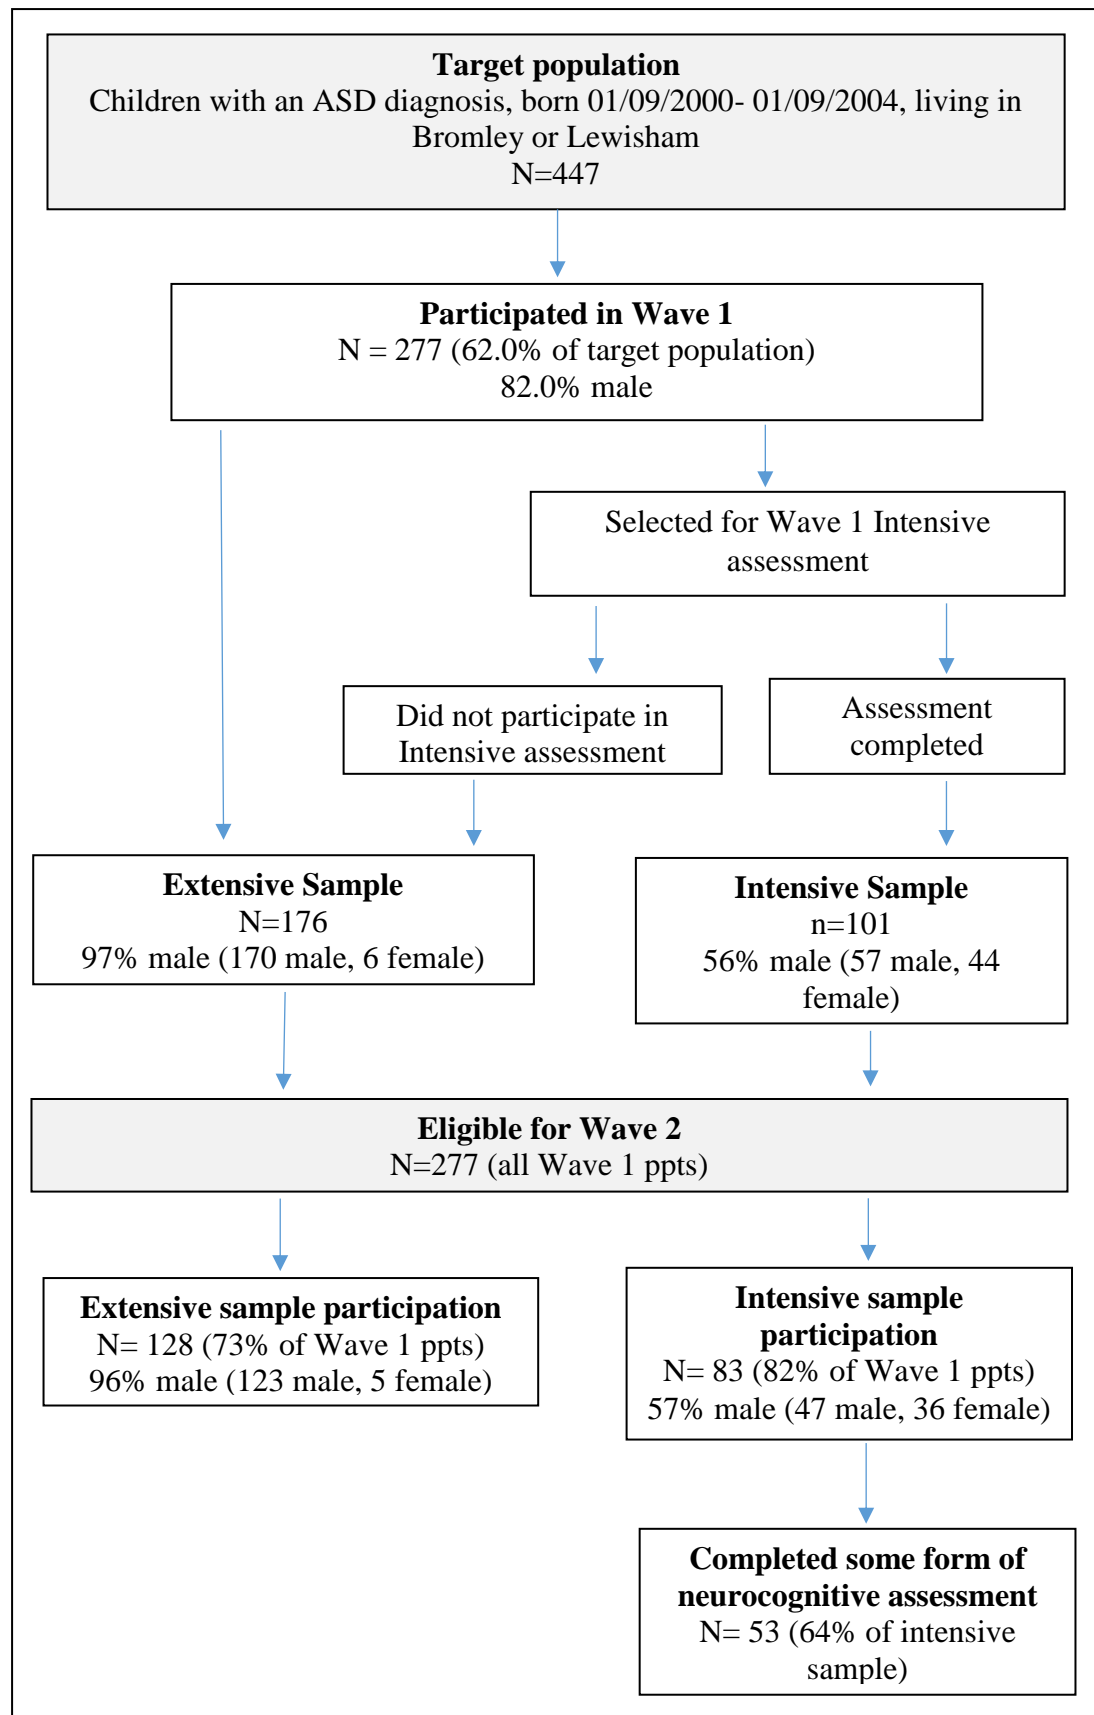 Target population
Children with an ASD diagnosis, born 01/09/2000- 01/09/2004, living in
Bromley or Lewisham
N=447
Participated in Wave 1
N = 277 (62.0% of target population)
82.0% male
Selected for Wave 1 Intensive
assessment
Did not participate in
Intensive assessment
Assessment
completed
Extensive Sample
N=176
97% male (170 male, 6 female)
Intensive Sample
n=101
56% male (57 male, 44
female)
Eligible for Wave 2
N=277 (all Wave 1 ppts)
Extensive sample participation
N= 128 (73% of Wave 1 ppts)
96% male (123 male, 5 female)
Intensive sample
participation
N= 83 (82% of Wave 1 ppts)
57% male (47 male, 36 female)
Completed some form of
neurocognitive assessment
N= 53 (64% of intensive
sample)